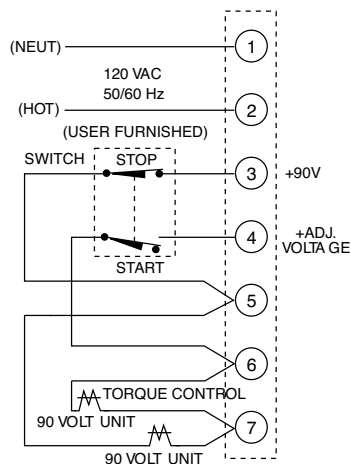 (NEUT)
1
120 VAC
50/60 Hz
(HOT)
2
(USER FURNISHED)
SWITCH
STOP
3
+90V
4
+ADJ.
VOLTA GE
START
5
6
TORQUE CONTROL
90 VOLT UNIT
7
90 VOLT UNIT